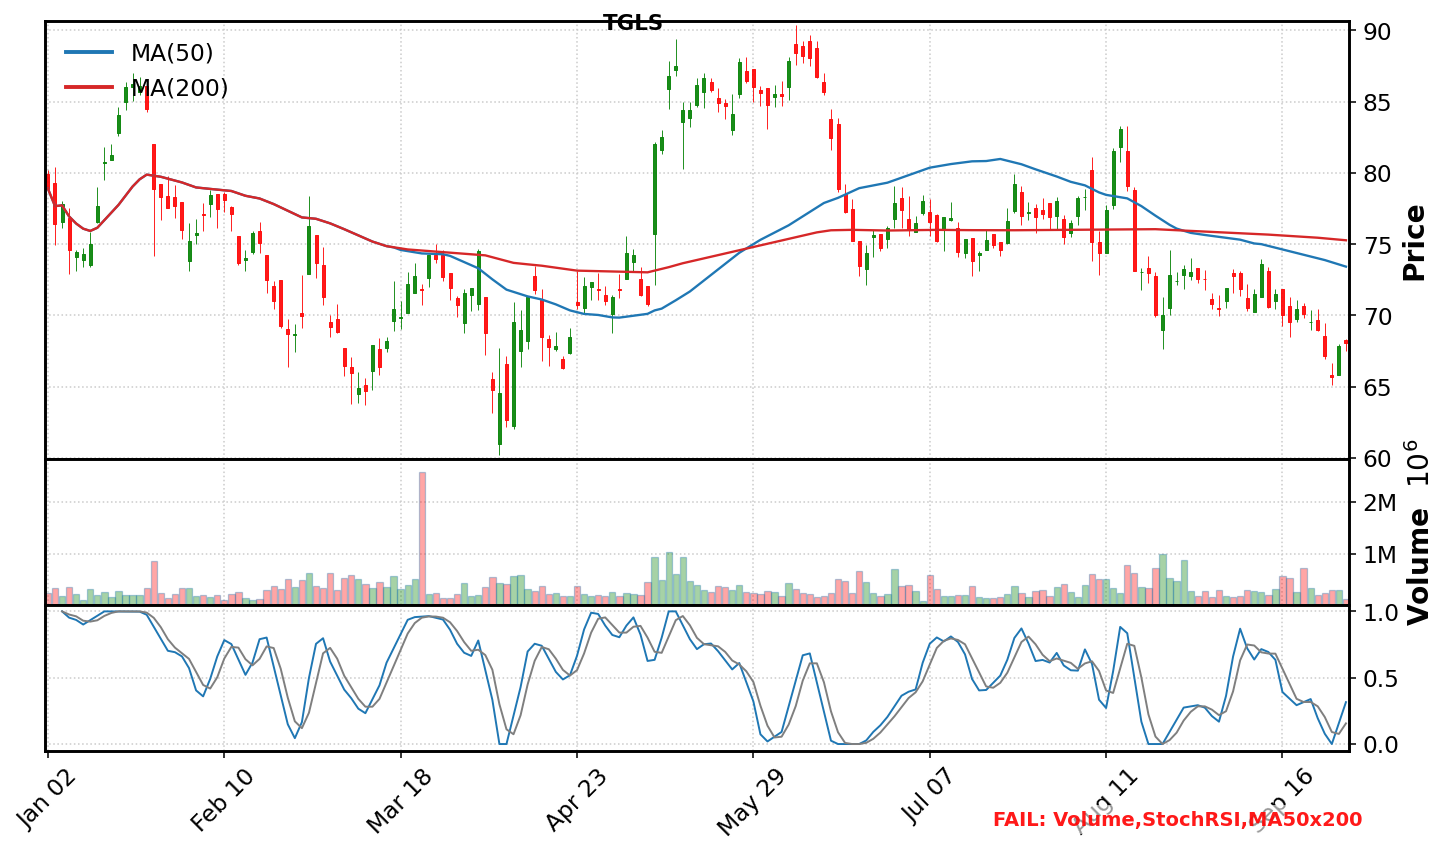 TGLS
MA(50)
MA(200)
90
85
80
75
70
65
60
Price
2M
1M
Volume 10^6
1.0
0.5
0.0
Jan 02
Feb 10
Mar 18
Apr 23
May 29
Jul 07
Aug 11
Sep 16
FAIL: Volume,StochRSI,MA50x200